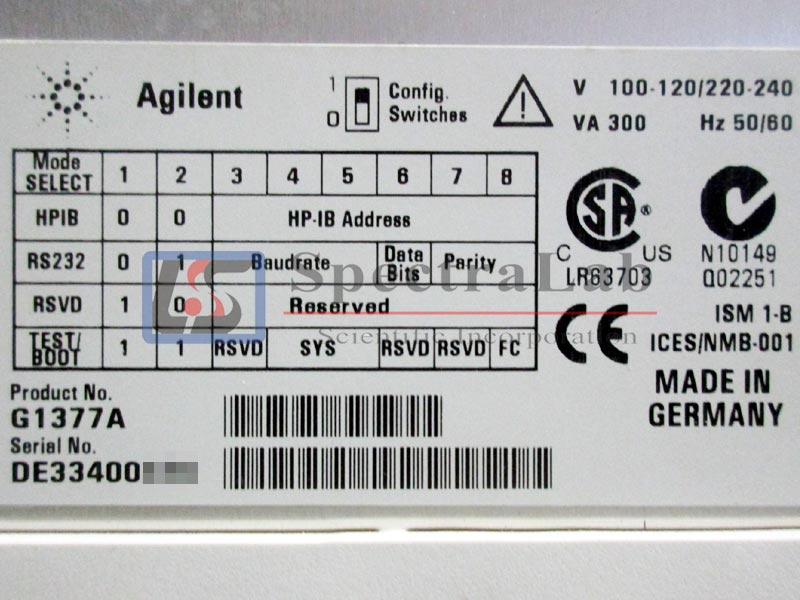 Agilent
1
0
Config.
Switches
V 100-120/220-240
VA 300 Hz 50/60
Mode SELECT 1 2 3 4 5 6 7 8
HPIB 0 0 HP-IB Address
RS232 0 1 Baudrate Data Bits Parity
RSVD 1 0 Reserved
TEST/BOOT 1 1 RSVD SYS RSVD RSVD FC
SpectraLab
Scientific Incorporation
SA ®
C US
LR63703
N10149
Q02251
CE
ISM 1-B
ICES/NMB-001
MADE IN
GERMANY
Product No.
G1377A
Serial No.
DE33400